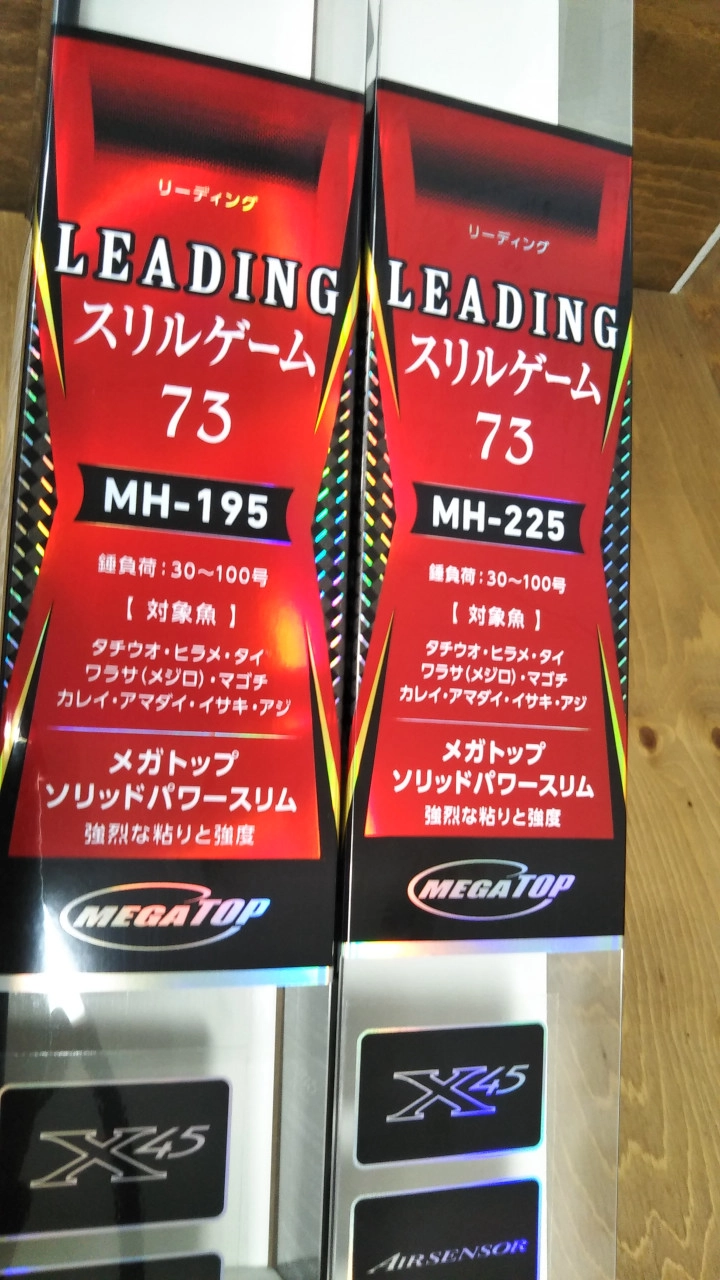 リーディング
LEADING
スリルゲーム
73
MH-195
錘負荷:30〜100号
【 対象魚 】
タチウオ・ヒラメ・タイ
ワラサ(メジロ)・マゴチ
カレイ・アマダイ・イサキ・アジ
メガトップ
ソリッドパワースリム
強烈な粘りと強度
MEGATOP
X45
リーディング
LEADING
スリルゲーム
73
MH-225
錘負荷:30〜100号
【 対象魚 】
タチウオ・ヒラメ・タイ
ワラサ(メジロ)・マゴチ
カレイ・アマダイ・イサキ・アジ
メガトップ
ソリッドパワースリム
強烈な粘りと強度
MEGATOP
X45
AIRSENSOR